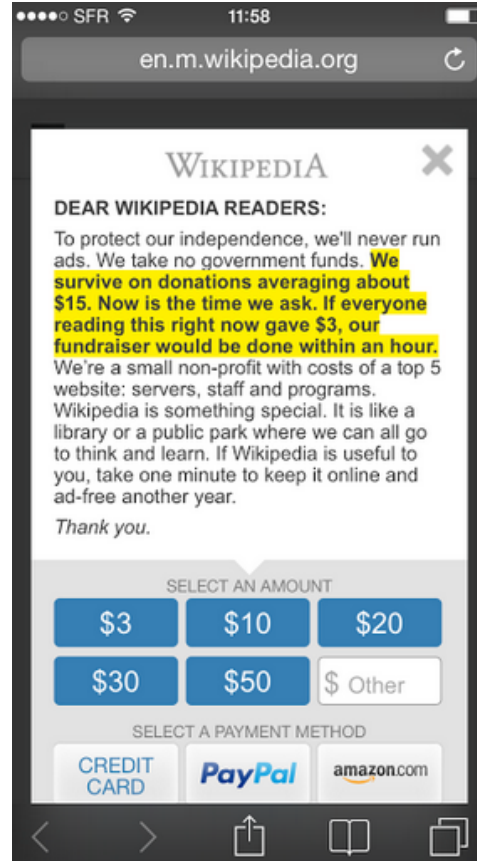 SFR 11:58
en.m.wikipedia.org
WIKIPEDIA
DEAR WIKIPEDIA READERS:
To protect our independence, we'll never run
ads. We take no government funds. We
survive on donations averaging about
$15. Now is the time we ask. If everyone
reading this right now gave $3, our
fundraiser would be done within an hour.
We're a small non-profit with costs of a top 5
website: servers, staff and programs.
Wikipedia is something special. It is like a
library or a public park where we can all go
to think and learn. If Wikipedia is useful to
you, take one minute to keep it online and
ad-free another year.
Thank you.
SELECT AN AMOUNT
$3 $10 $20
$30 $50 $ Other
SELECT A PAYMENT METHOD
CREDIT
CARD PayPal amazon.com